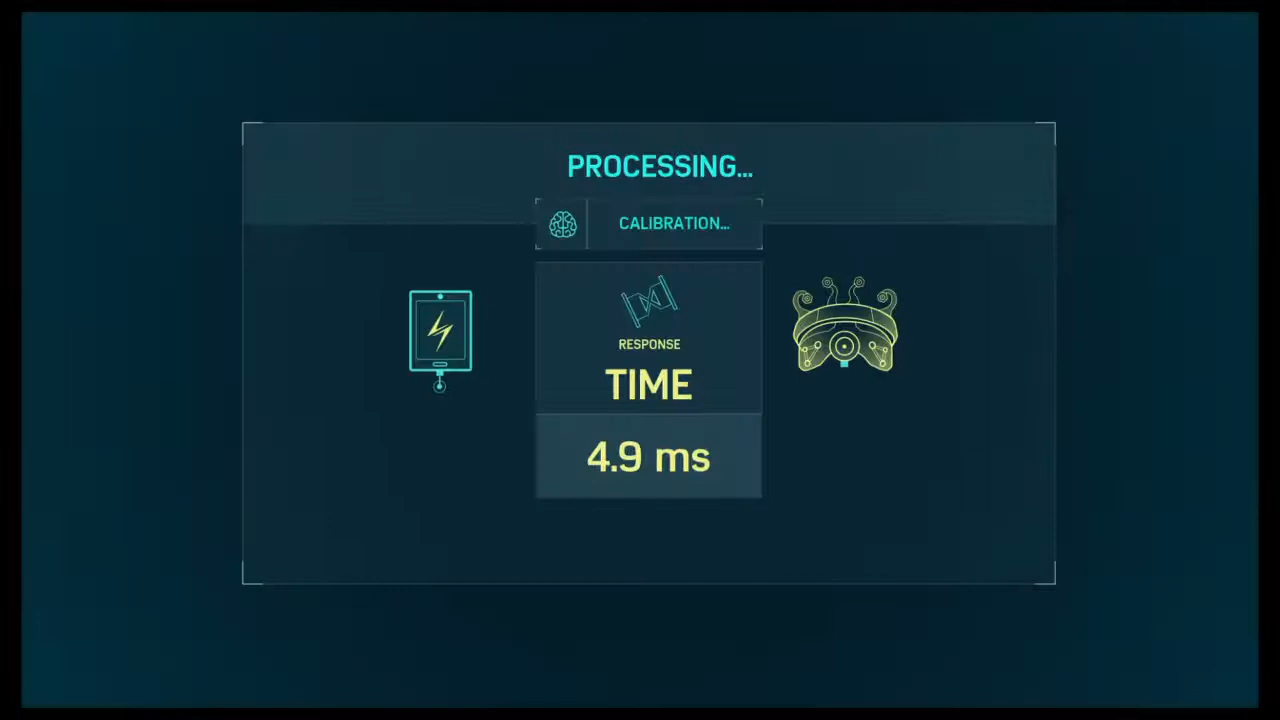 PROCESSING...
CALIBRATION...
RESPONSE
TIME
4.9 ms